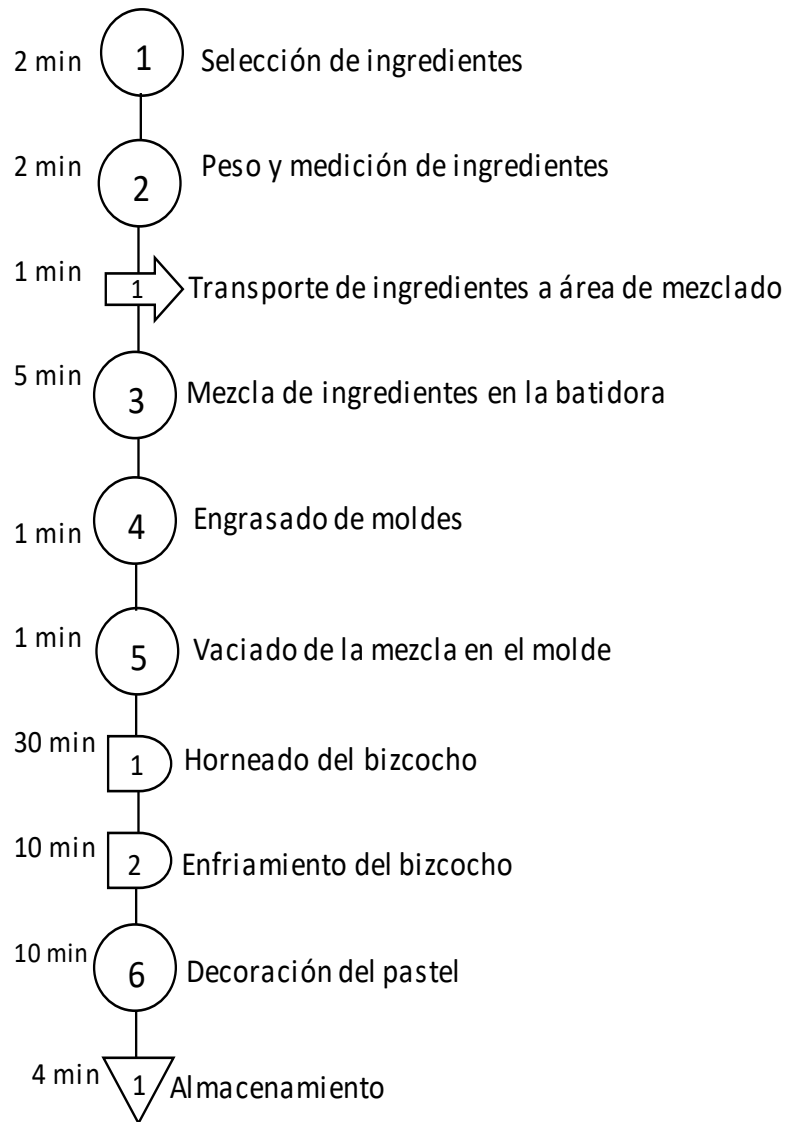 2 min 1 Selección de ingredientes
2 min 2 Peso y medición de ingredientes
1 min 1 Transporte de ingredientes a área de mezclado
5 min 3 Mezcla de ingredientes en la batidora
1 min 4 Engrasado de moldes
1 min 5 Vaciado de la mezcla en el molde
30 min 1 Horneado del bizcocho
10 min 2 Enfriamiento del bizcocho
10 min 6 Decoración del pastel
4 min 1 Almacenamiento